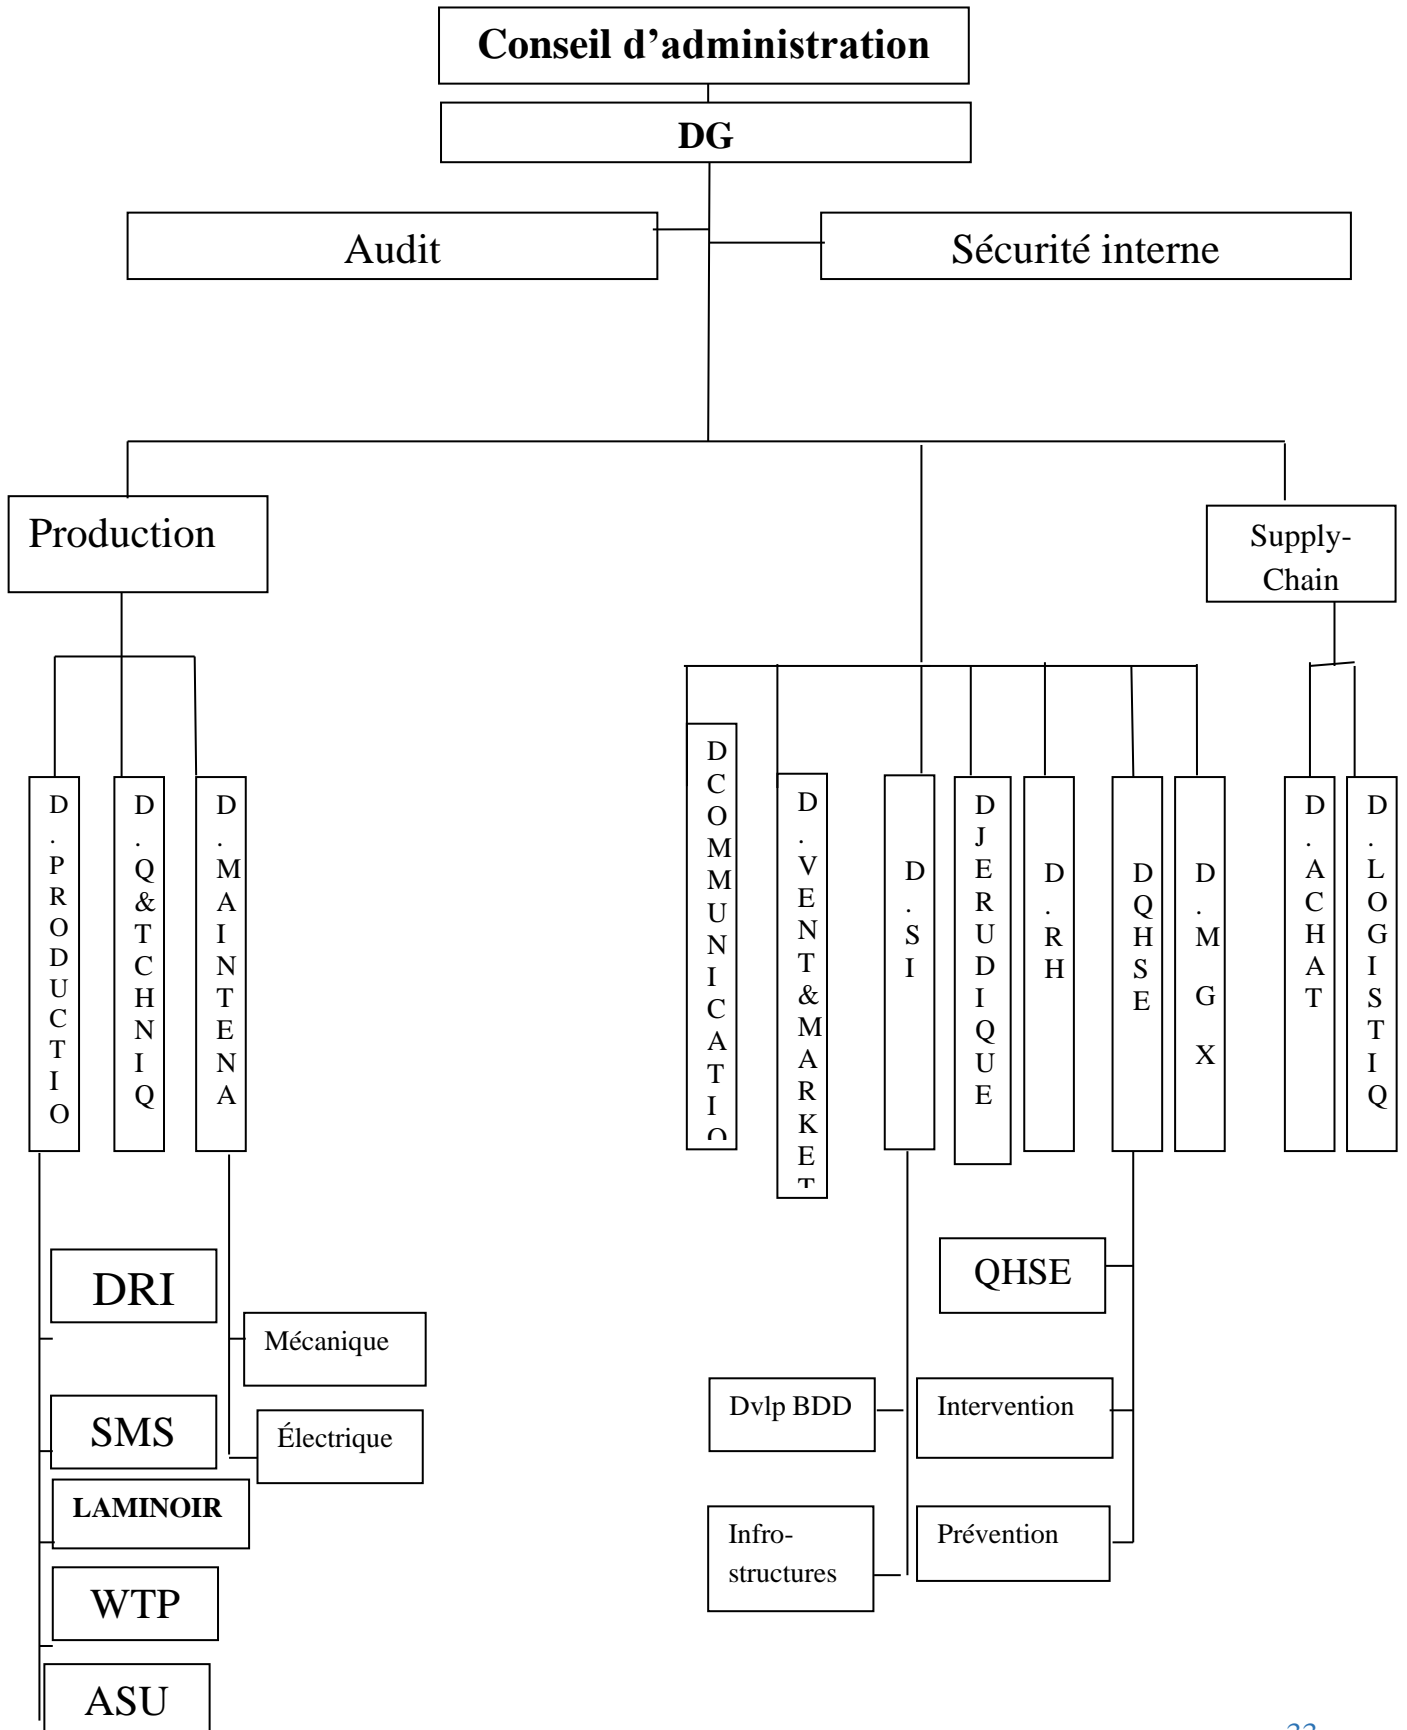 Conseil d’administration
DG
Audit
Sécurité interne
Production
Supply-
Chain
D.PRODUCTIO
D.Q&TCHNIQ
D.MAINTENA
DCOMMUNICATIO
D.VENT&MARKET
D.SI
DJERUDIQUE
D.RH
DQHSE
D.M G X
D.ACHAT
D.LOGISTIQ
DRI
Mécanique
SMS
Électrique
LAMINOIR
WTP
ASU
QHSE
Dvlp BDD
Intervention
Infro-
structures
Prévention
33